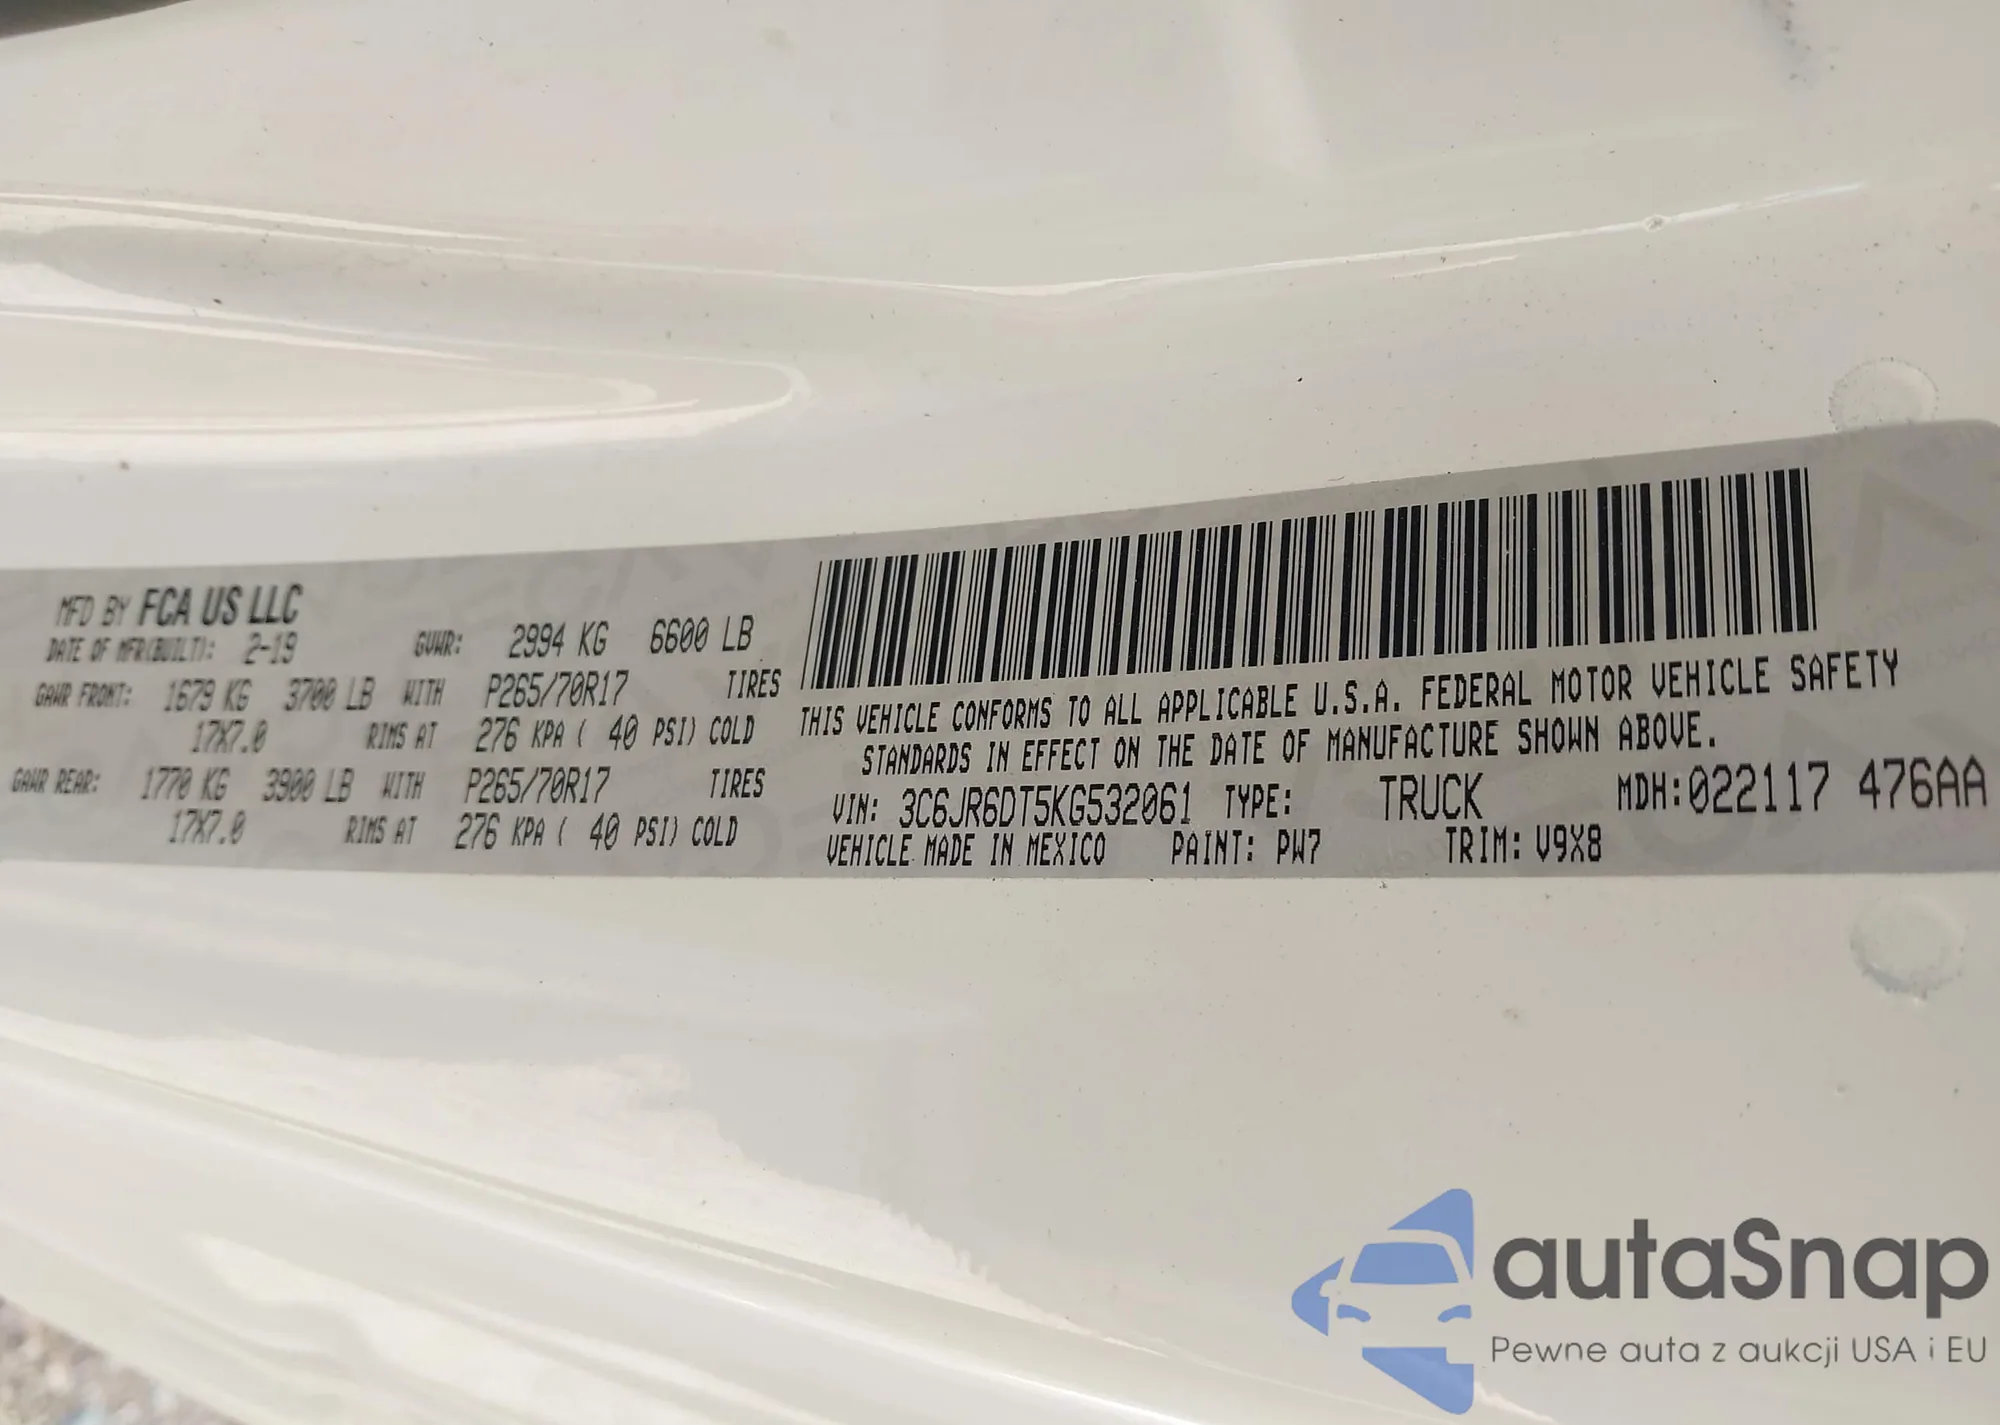 MFD BY FCA US LLC
DATE OF MFR(BUILT): 2-19 GVWR: 2994 KG 6600 LB
GAWR FRONT: 1679 KG 3700 LB WITH P265/70R17 TIRES
17X7.0 RIMS AT 276 KPA ( 40 PSI) COLD
GAWR REAR: 1770 KG 3900 LB WITH P265/70R17 TIRES
17X7.0 RIMS AT 276 KPA ( 40 PSI) COLD
THIS VEHICLE CONFORMS TO ALL APPLICABLE U.S.A. FEDERAL MOTOR VEHICLE SAFETY
STANDARDS IN EFFECT ON THE DATE OF MANUFACTURE SHOWN ABOVE.
VIN: 3C6JR6DT5KG532061 TYPE: TRUCK MDH:022117 476AA
VEHICLE MADE IN MEXICO PAINT: PW7 TRIM: V9X8
autaSnap
Pewne auta z aukcji USA i EU